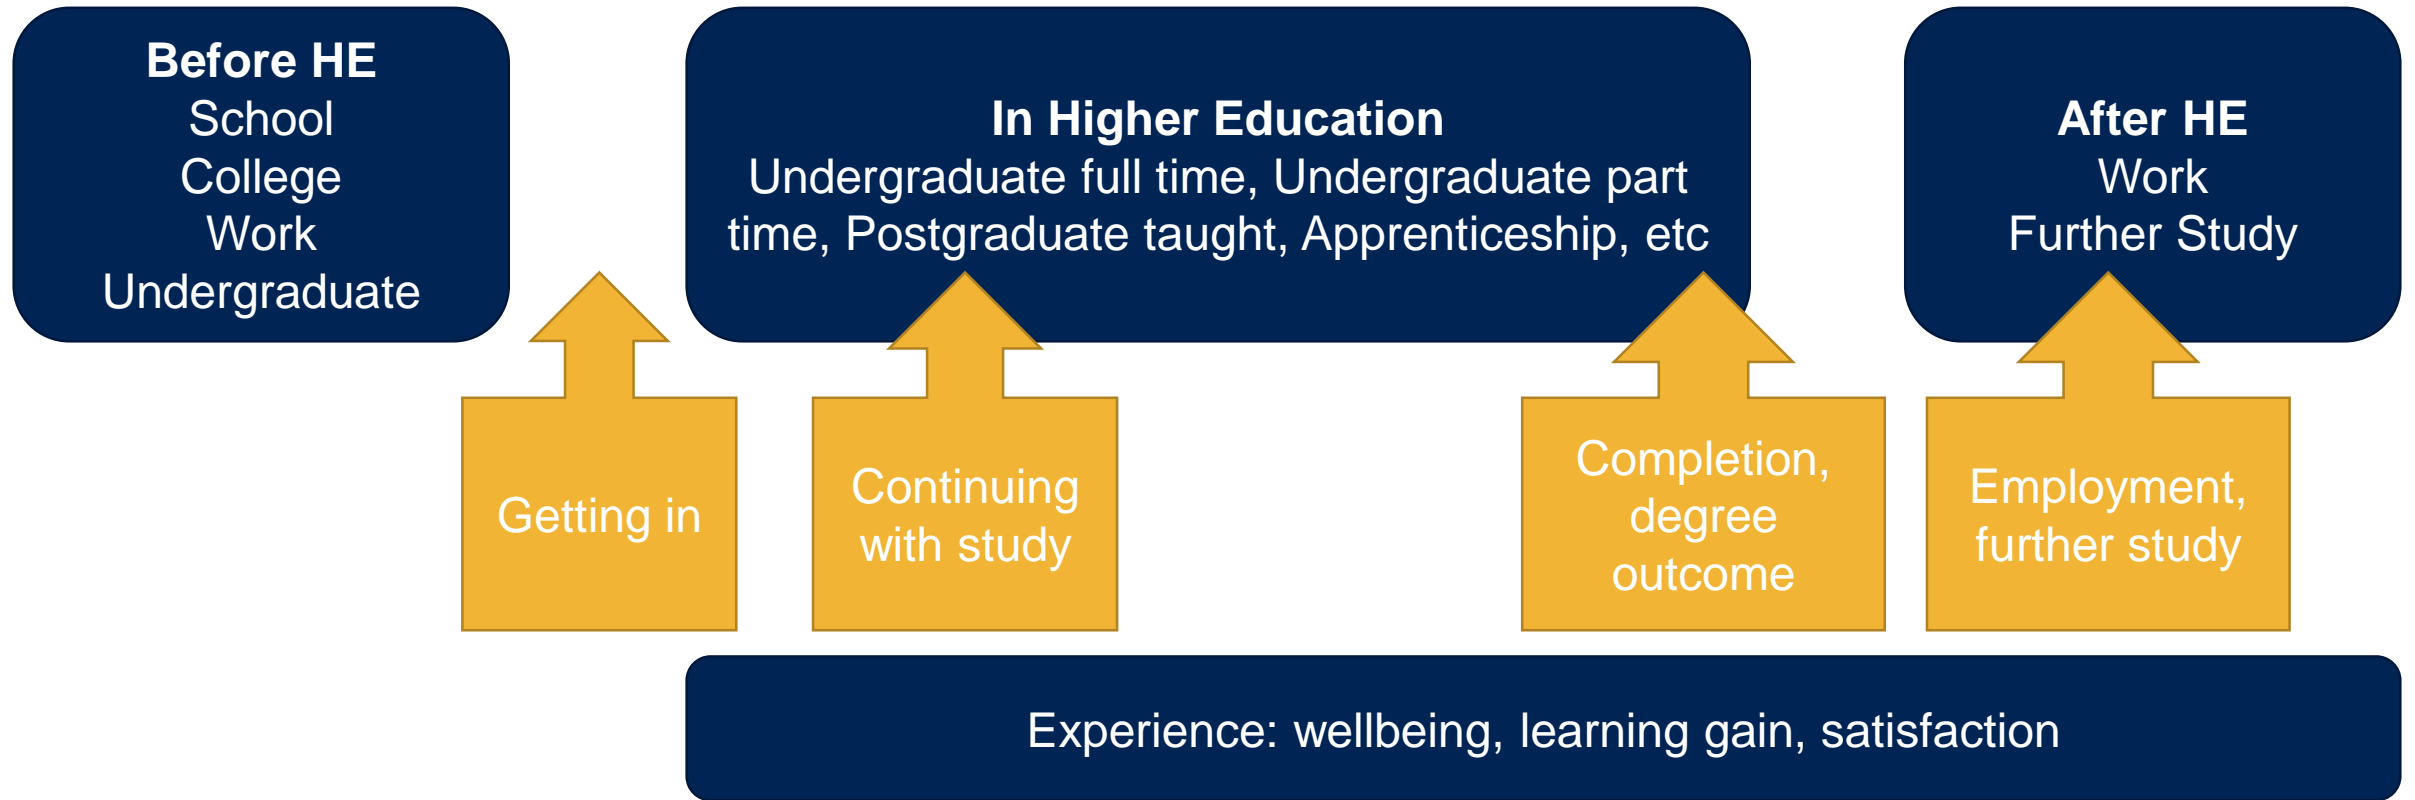 Before HE
School
College
Work
Undergraduate
In Higher Education
Undergraduate full time, Undergraduate part
time, Postgraduate taught, Apprenticeship, etc
After HE
Work
Further Study
Getting in
Continuing
with study
Completion,
degree
outcome
Employment,
further study
Experience: wellbeing, learning gain, satisfaction